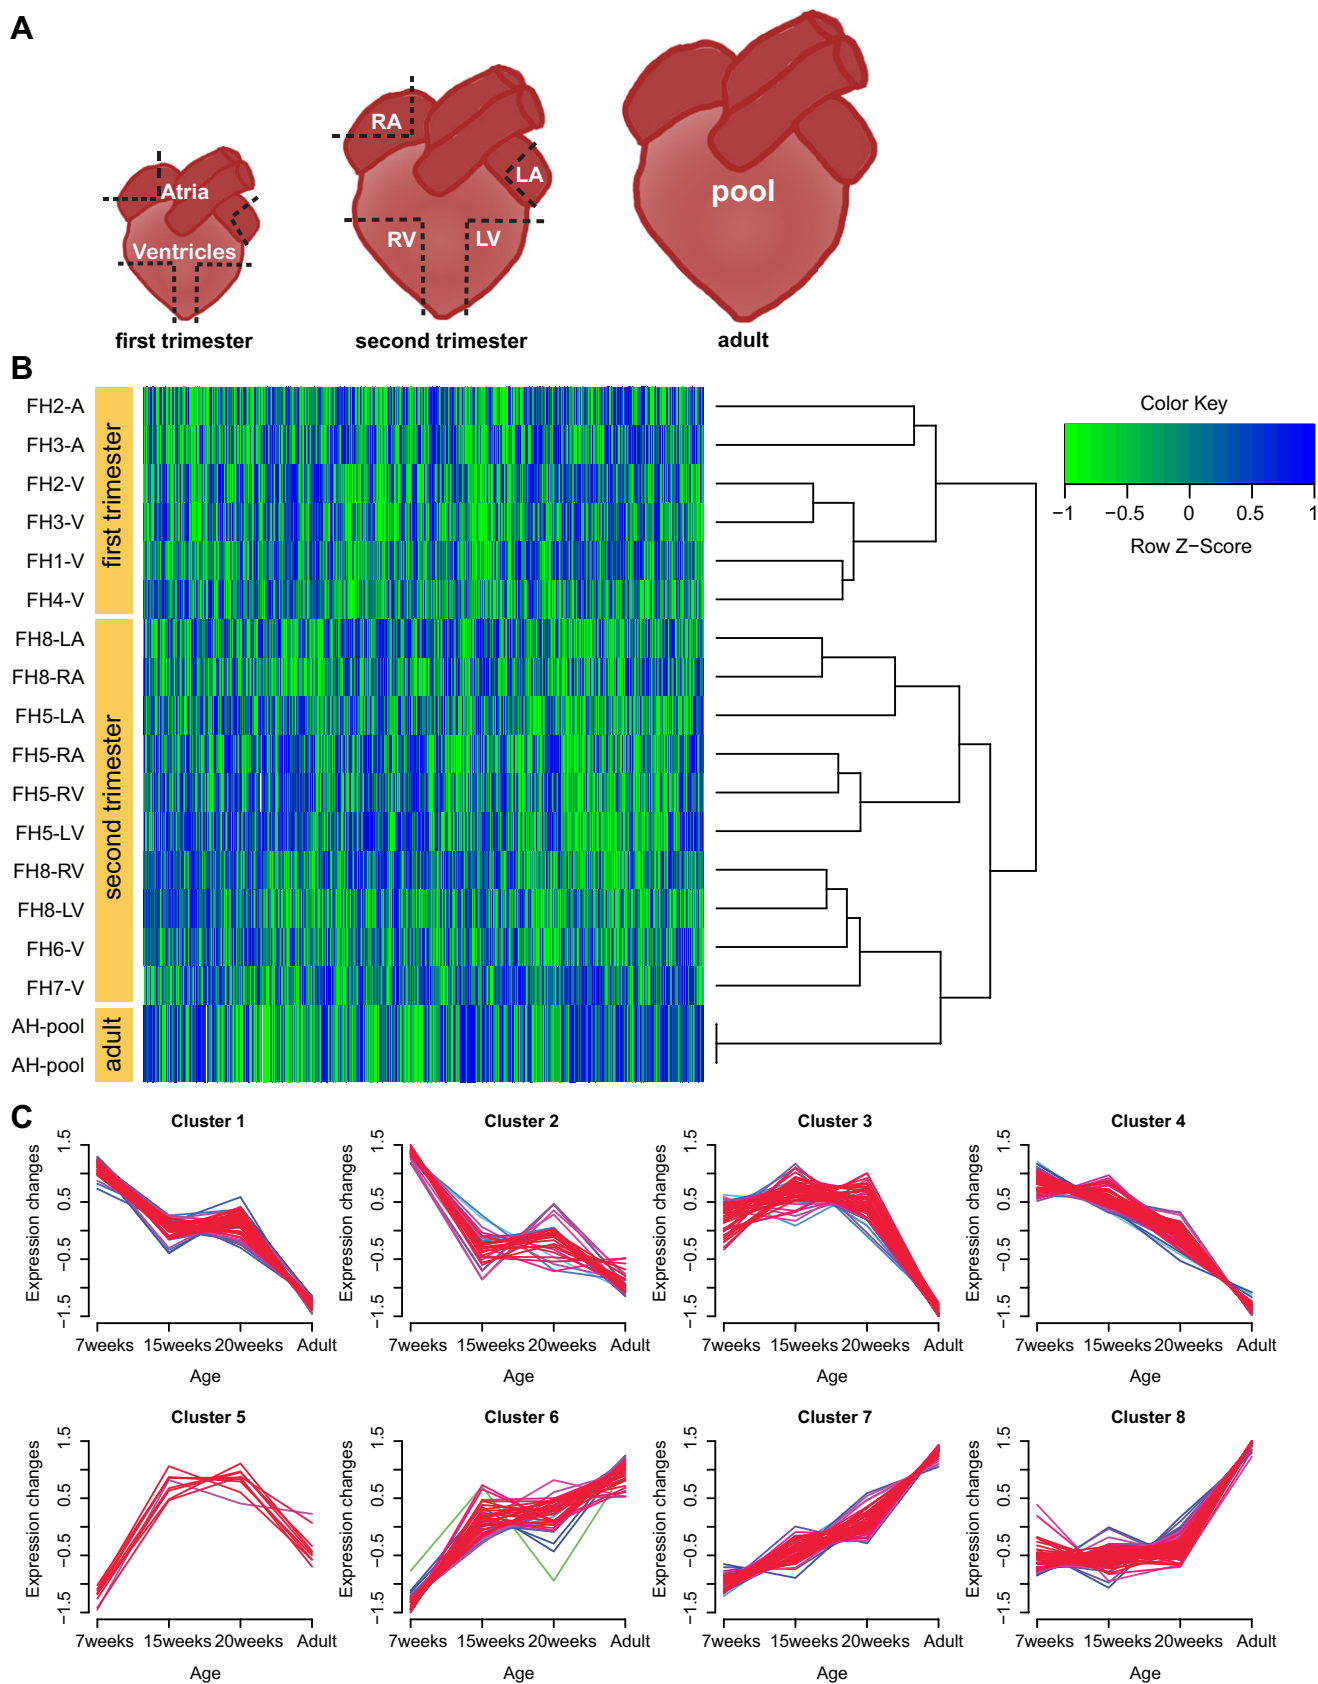 A
RA
LA
RV
LV
Atria
Ventricles
pool
first trimester
second trimester
adult
B
FH2-A
FH3-A
FH2-V
FH3-V
FH1-V
FH4-V
FH8-LA
FH8-RA
FH5-LA
FH5-RA
FH5-RV
FH5-LV
FH8-RV
FH8-LV
FH6-V
FH7-V
AH-pool
AH-pool
first trimester
second trimester
adult
Color Key
−1 −0.5 0 0.5 1
Row Z−Score
C
Cluster 1
Expression changes
1.5
0.5
−0.5
−1.5
7weeks 15weeks 20weeks Adult
Age
Cluster 2
Expression changes
1.5
0.5
−0.5
−1.5
7weeks 15weeks 20weeks Adult
Age
Cluster 3
Expression changes
1.5
0.5
−0.5
−1.5
7weeks 15weeks 20weeks Adult
Age
Cluster 4
Expression changes
1.5
0.5
−0.5
−1.5
7weeks 15weeks 20weeks Adult
Age
Cluster 5
Expression changes
1.5
0.5
−0.5
−1.5
7weeks 15weeks 20weeks Adult
Age
Cluster 6
Expression changes
1.5
0.5
−0.5
−1.5
7weeks 15weeks 20weeks Adult
Age
Cluster 7
Expression changes
1.5
0.5
−0.5
−1.5
7weeks 15weeks 20weeks Adult
Age
Cluster 8
Expression changes
1.5
0.5
−0.5
−1.5
7weeks 15weeks 20weeks Adult
Age